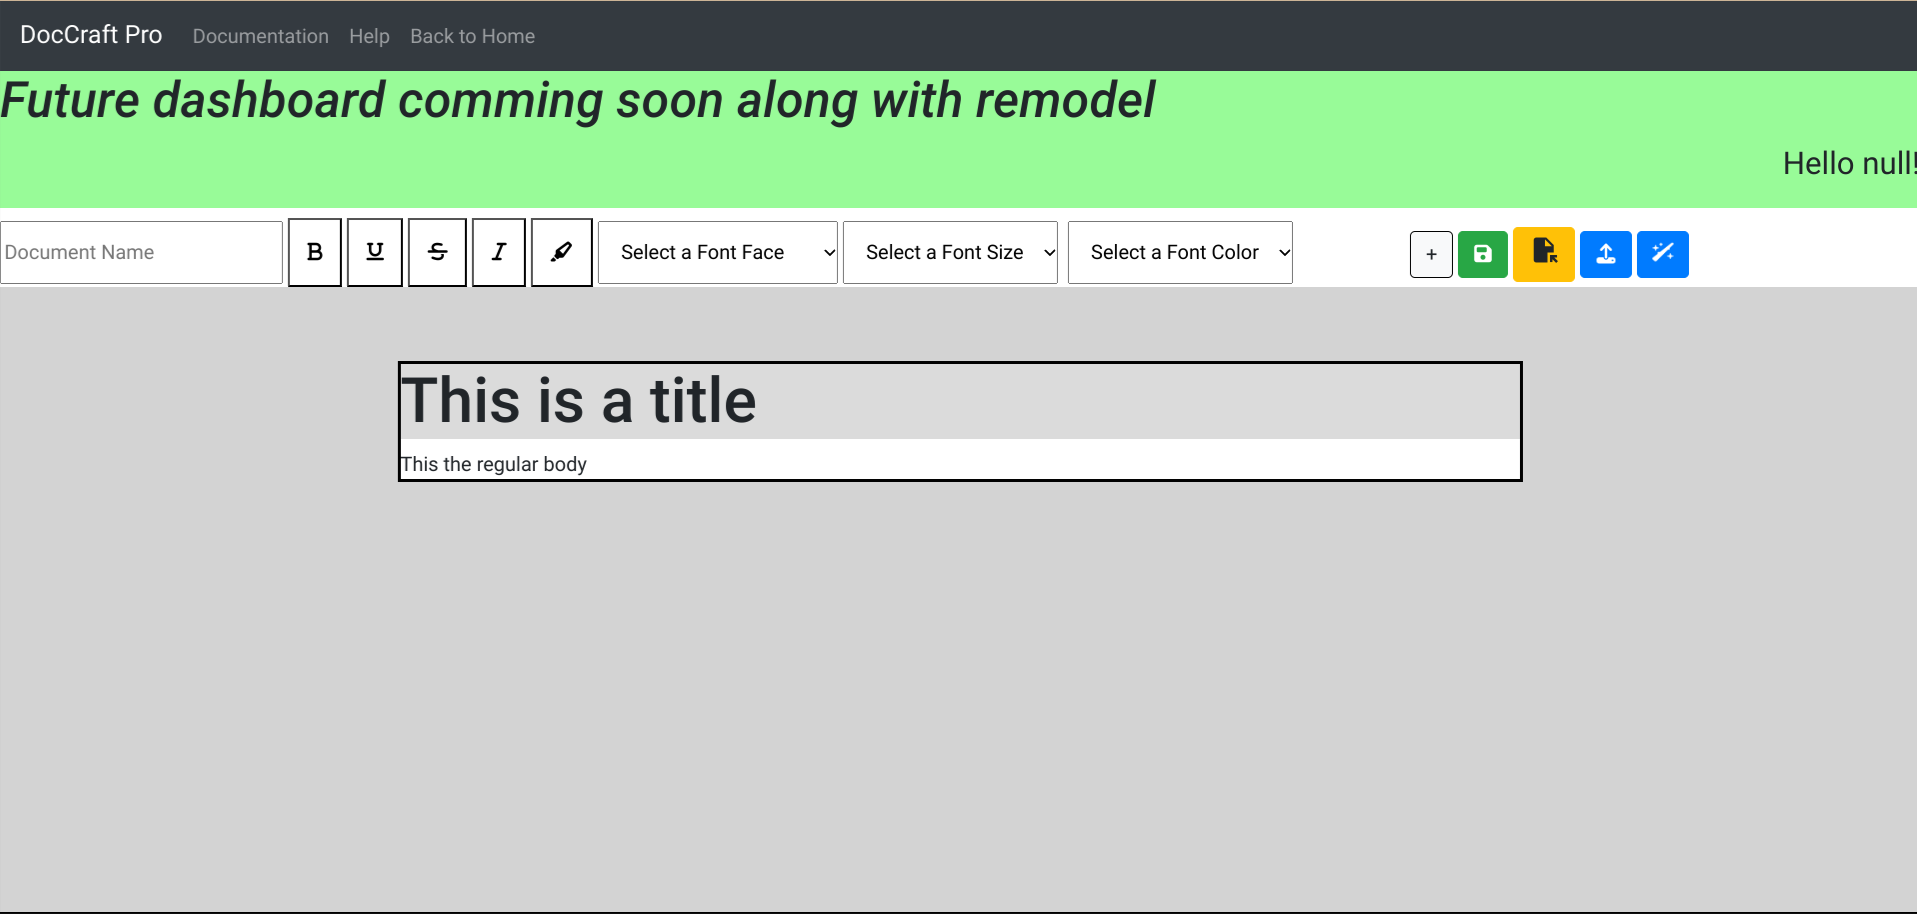 DocCraft Pro Documentation Help Back to Home
Future dashboard comming soon along with remodel
Hello null!
Document Name B U S I Select a Font Face Select a Font Size Select a Font Color +
This is a title
This the regular body